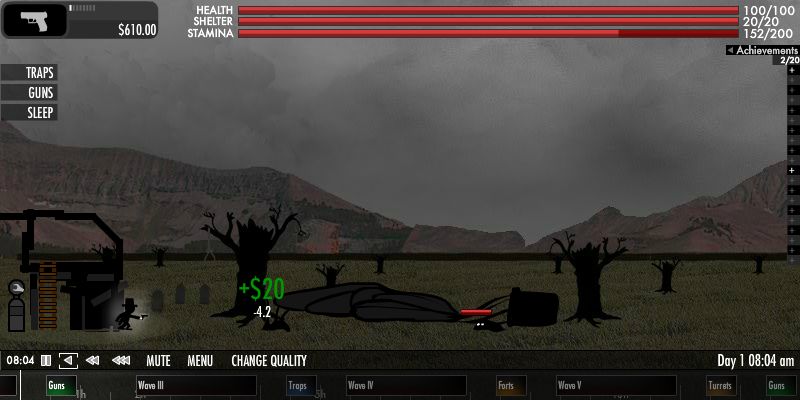 HEALTH
100/100
SHELTER
20/20
STAMINA
152/200
$610.00
Achievements
2/20
TRAPS
GUNS
SLEEP
+$20
-4.2
08:04
MUTE
MENU
CHANGE QUALITY
Day 1 08:04 am
Guns
Wave III
Traps
Wave IV
Forts
Wave V
Turrets
Guns